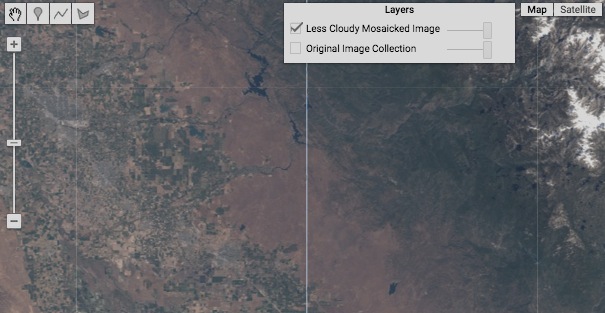 Layers
Map
Satellite
Less Cloudy Mosaicked Image
Original Image Collection